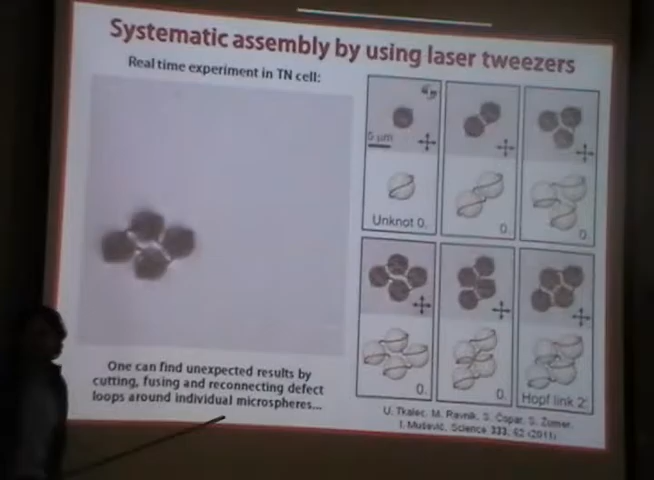 Systematic assembly by using laser tweezers
Real time experiment in TN cell:
5 µm
Unknot 0.
0.
0.
0.
0.
Hopf link 2
One can find unexpected results by
cutting, fusing and reconnecting defect
loops around individual microspheres...
U. Tkalec, M. Ravnik, S. Čopar, S. Žumer,
I. Muševič, Science 333, 62 (2011)